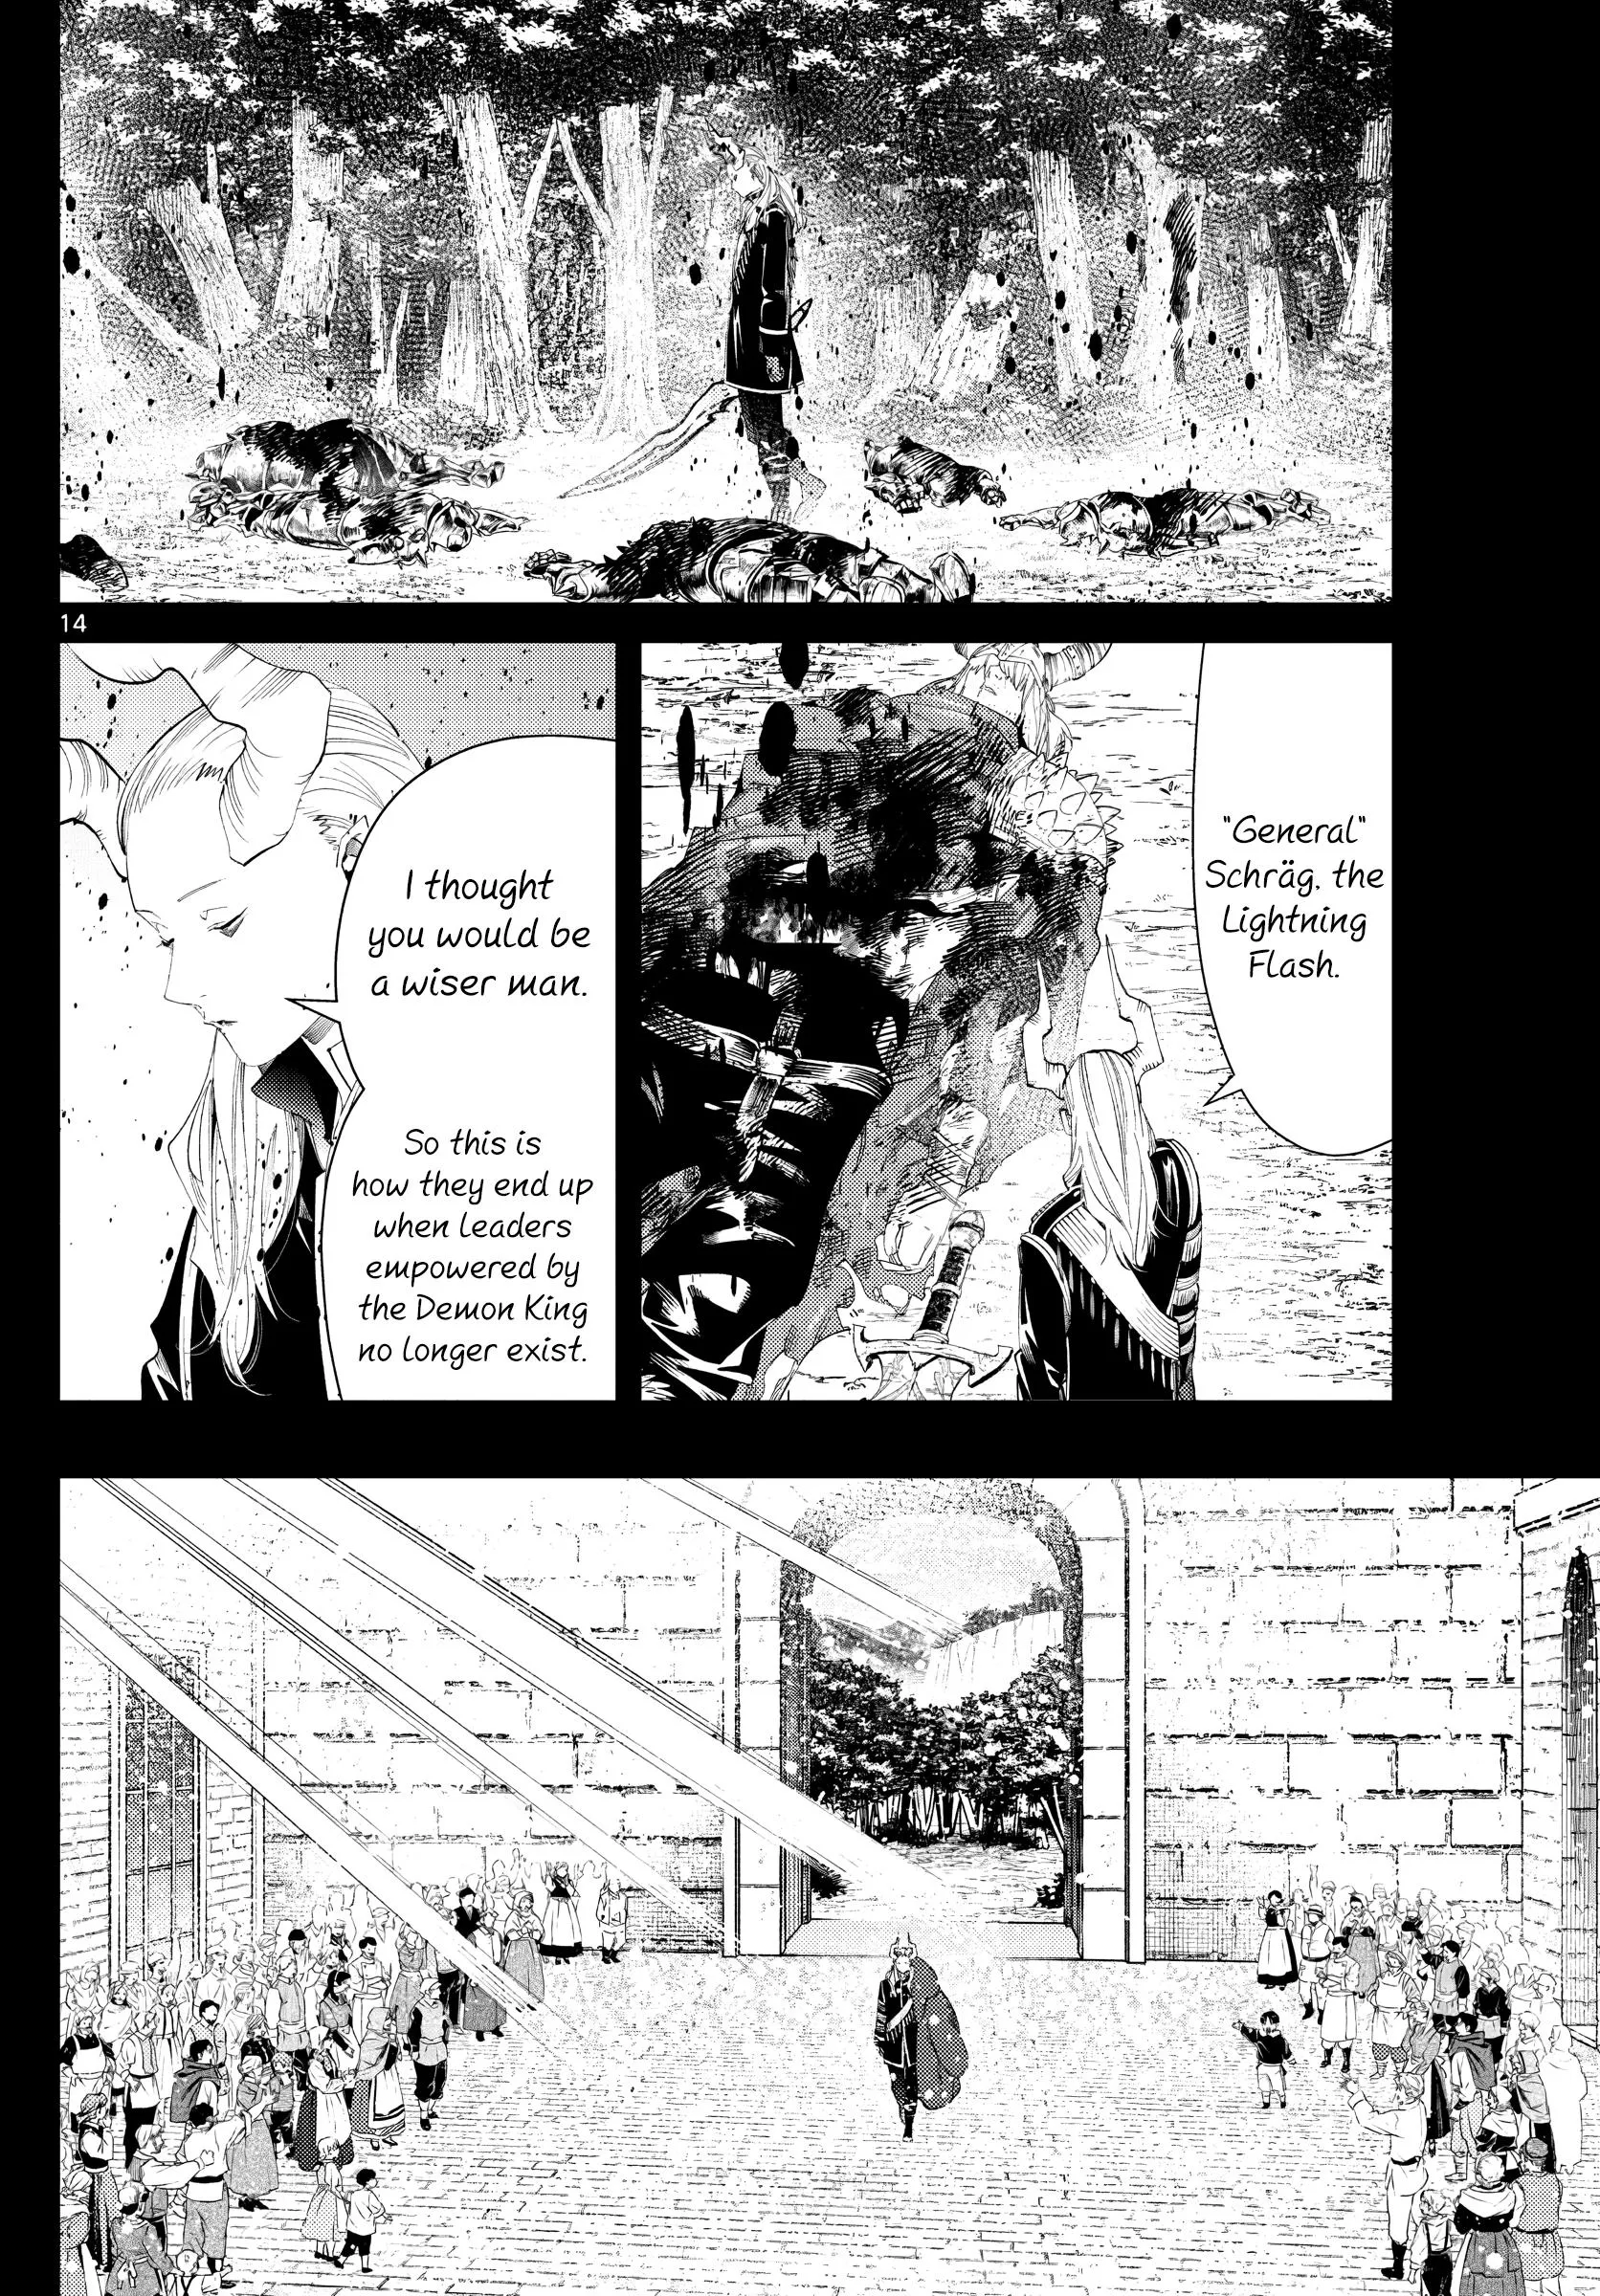 14
"General"
Schräg, the
Lightning
Flash.
I thought
you would be
a wiser man.
So this is
how they end up
when leaders
empowered by
the Demon King
no longer exist.